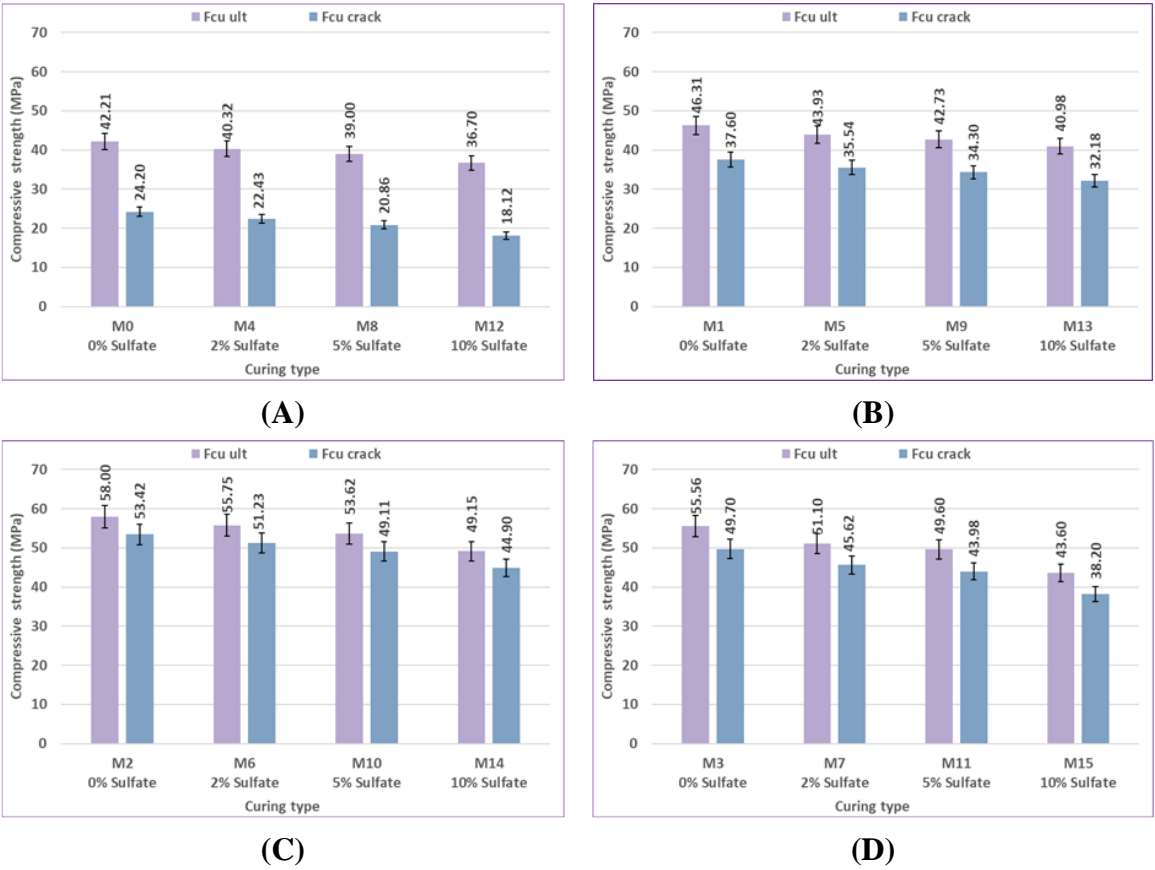 Fcu ult Fcu crack
Compressive strength (MPa)
70
60
50
40
30
20
10
0
42.21 24.20 40.32 22.43 39.00 20.86 36.70 18.12
M0 M4 M8 M12
0% Sulfate 2% Sulfate 5% Sulfate 10% Sulfate
Curing type
(A)
Fcu ult Fcu crack
Compressive strength (MPa)
70
60
50
40
30
20
10
0
46.31 37.60 43.93 35.54 42.73 34.30 40.98 32.18
M1 M5 M9 M13
0% Sulfate 2% Sulfate 5% Sulfate 10% Sulfate
Curing type
(B)
Fcu ult Fcu crack
Compressive strength (MPa)
70
60
50
40
30
20
10
0
58.00 53.42 55.75 51.23 53.62 49.11 49.15 44.90
M2 M6 M10 M14
0% Sulfate 2% Sulfate 5% Sulfate 10% Sulfate
Curing type
(C)
Fcu ult Fcu crack
Compressive strength (MPa)
70
60
50
40
30
20
10
0
55.56 49.70 51.10 45.62 49.60 43.98 43.60 38.20
M3 M7 M11 M15
0% Sulfate 2% Sulfate 5% Sulfate 10% Sulfate
Curing type
(D)